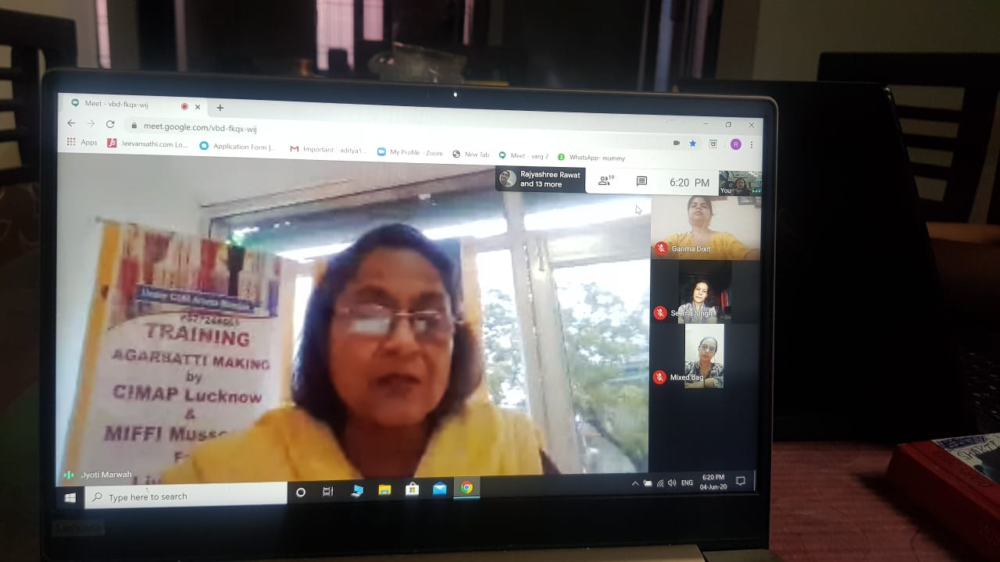 Meet - vbd-fkqx-wij
meet.google.com/vbd-fkqx-wij
Apps
Jeevansathi.com Lo...
Application Form |...
Important - aditya1...
My Profile - Zoom
New Tab
Meet - varg 2
WhatsApp- mummy
R
Rajyashree Rawat
and 13 more
19
6:20 PM
You
Garima Dixit
Seema Singh
Mixed Bag
TRAINING
AGARBATTI MAKING
by
CIMAP Lucknow
&
MIFFI Musso
Jyoti Marwah
Type here to search
ENG
6:20 PM
04-Jun-20
Lenovo